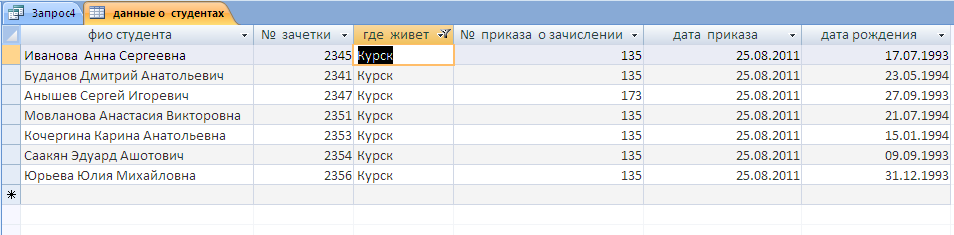 Запрос4 данные о студентах
фио студента № зачетки где живет № приказа о зачислении дата приказа дата рождения
Иванова Анна Сергеевна 2345 Курск 135 25.08.2011 17.07.1993
Буданов Дмитрий Анатольевич 2341 Курск 135 25.08.2011 23.05.1994
Анышев Сергей Игоревич 2347 Курск 173 25.08.2011 27.09.1993
Мовланова Анастасия Викторовна 2351 Курск 135 25.08.2011 21.07.1994
Кочергина Карина Анатольевна 2353 Курск 135 25.08.2011 15.01.1994
Саакян Эдуард Ашотович 2354 Курск 135 25.08.2011 09.09.1993
Юрьева Юлия Михайловна 2356 Курск 135 25.08.2011 31.12.1993